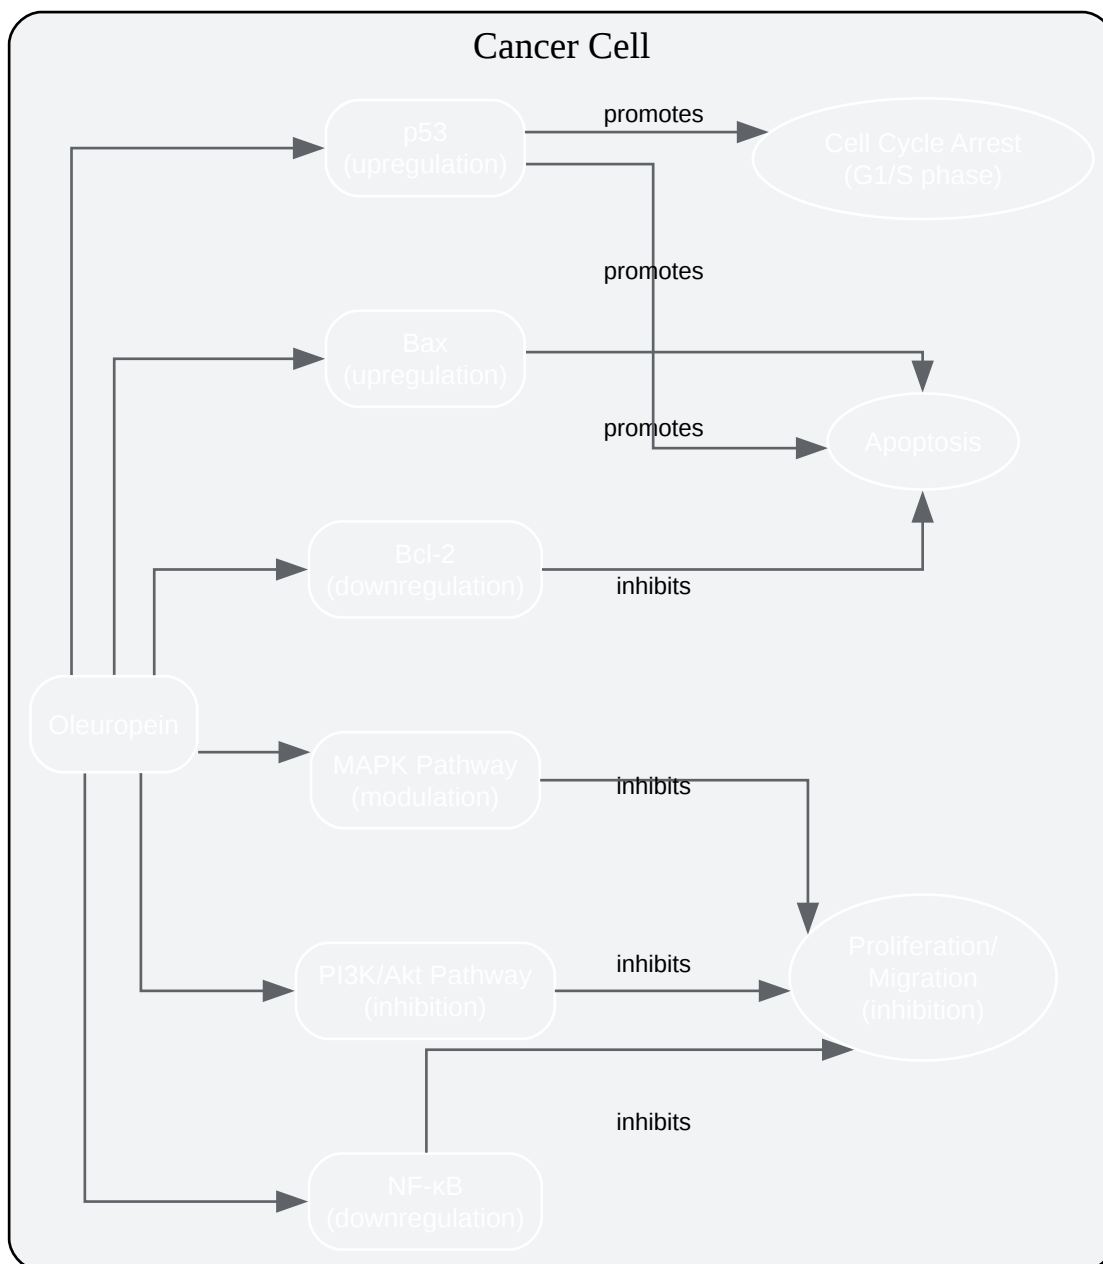 Cancer Cell
p53
(upregulation)
promotes
Cell Cycle Arrest
(G1/S phase)
promotes
Bax
(upregulation)
promotes
Apoptosis
Bcl-2
(downregulation)
inhibits
Oleuropein
MAPK Pathway
(modulation)
inhibits
PI3K/Akt Pathway
(inhibition)
inhibits
Proliferation/
Migration
(inhibition)
inhibits
NF-κB
(downregulation)